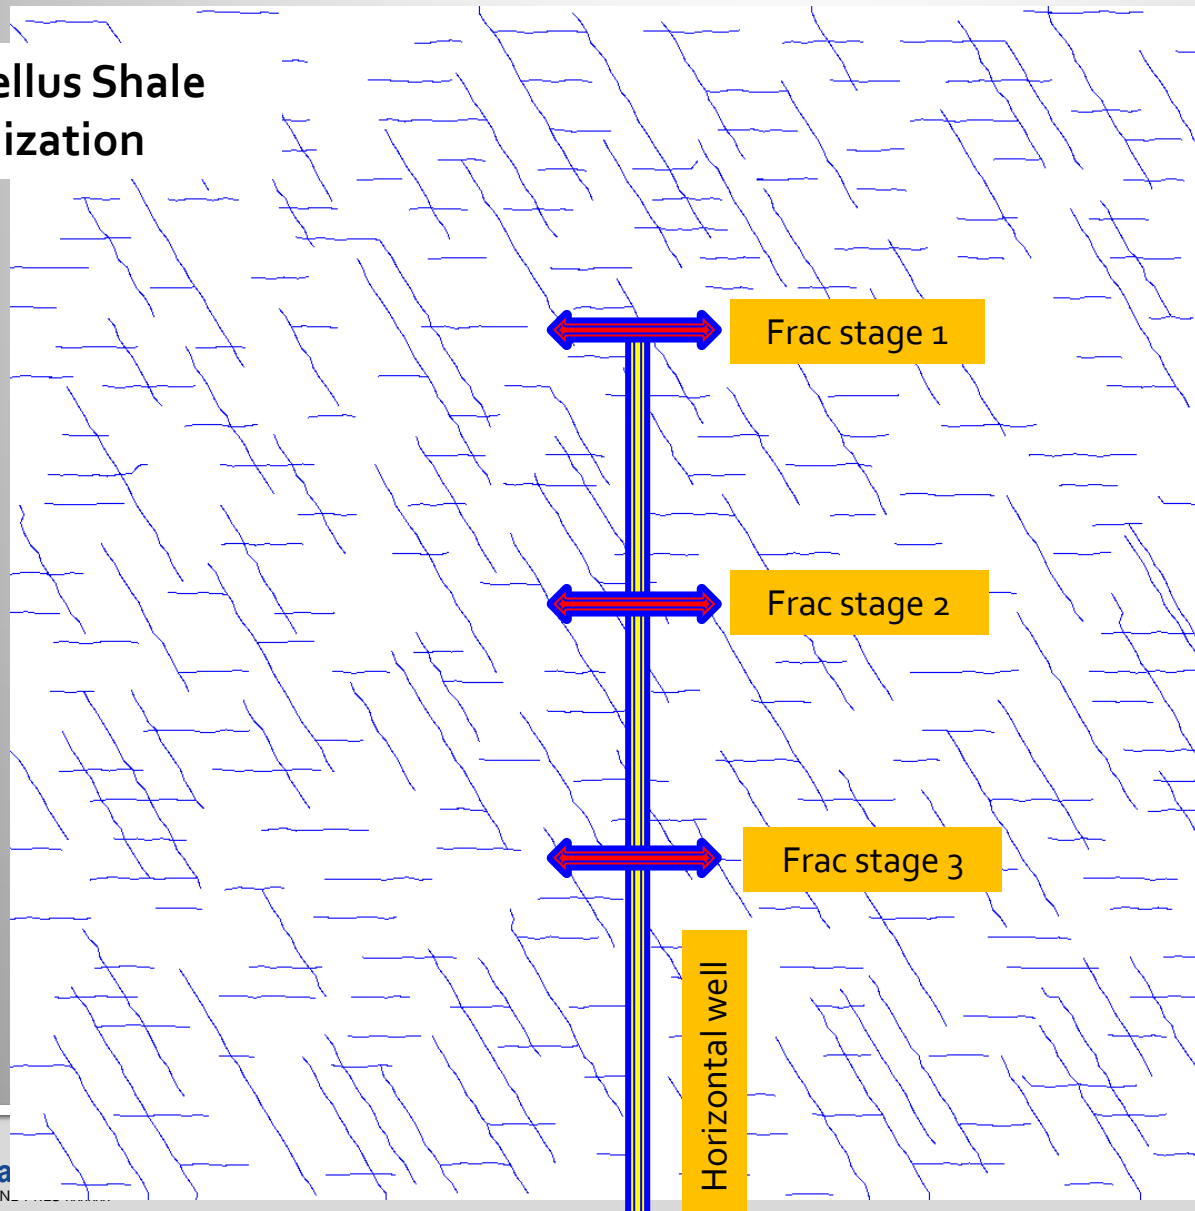 ellus Shale
ization
Frac stage 1
Frac stage 2
Frac stage 3
Horizontal well